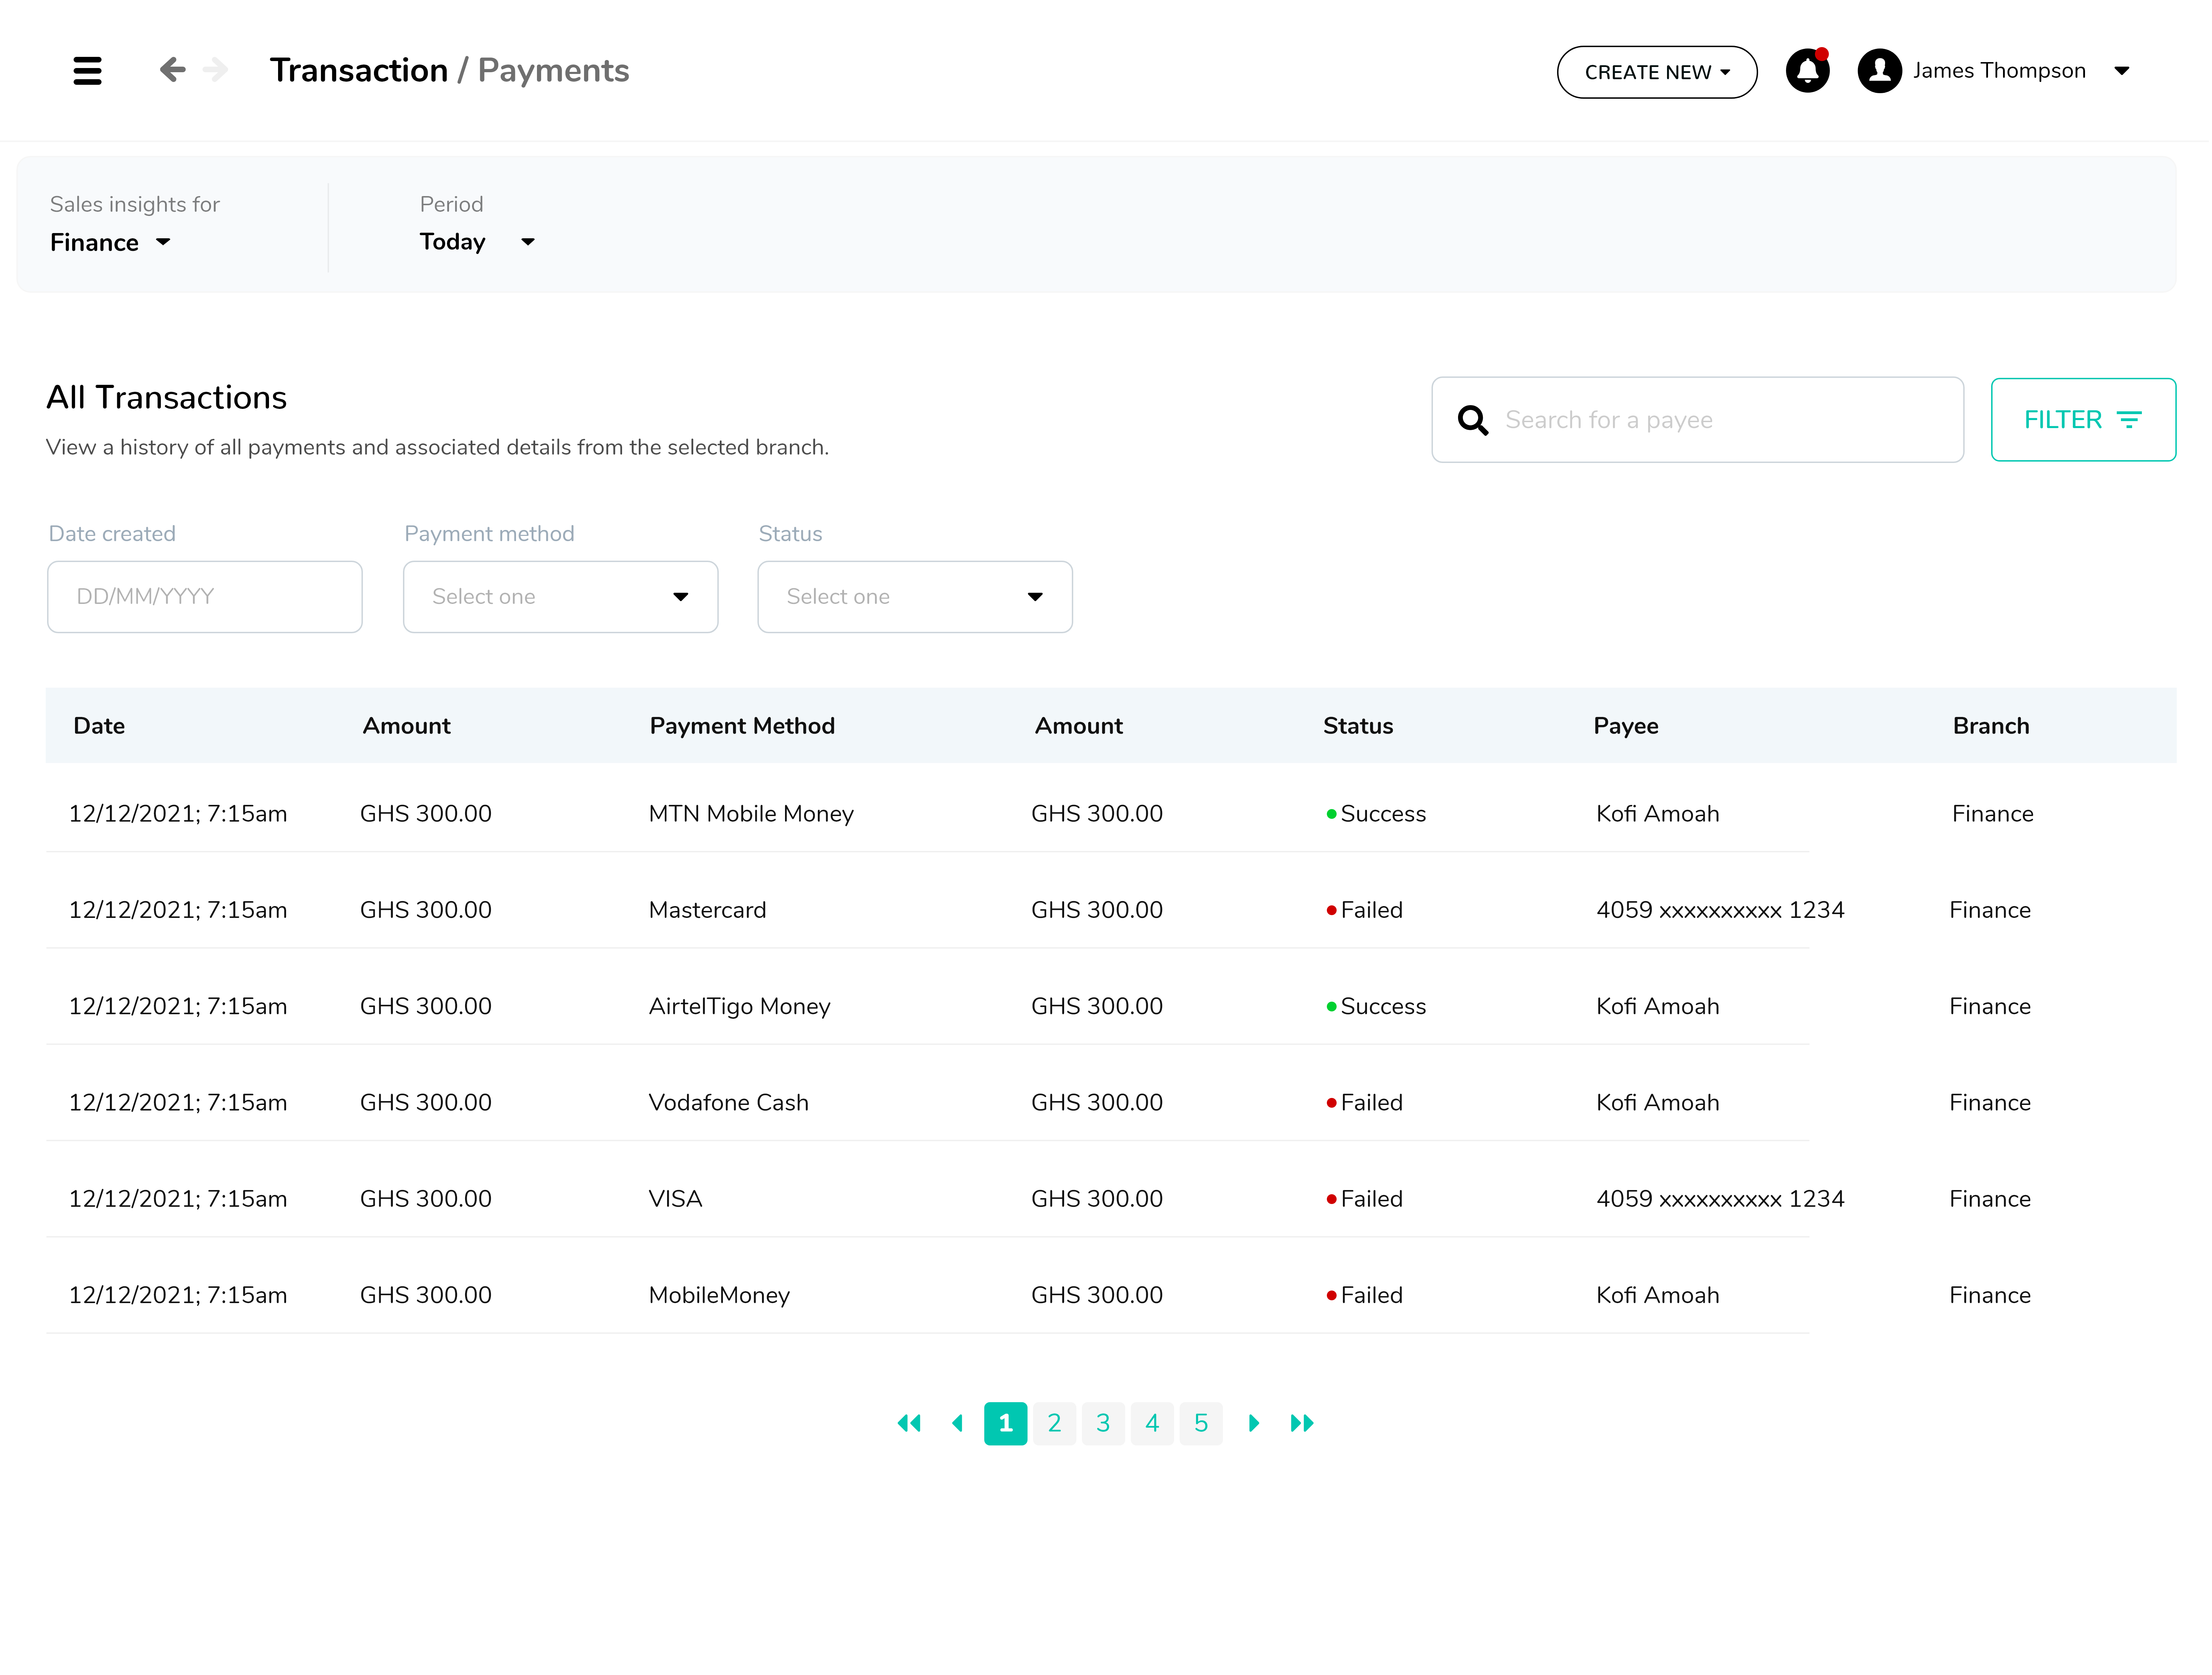 Transaction / Payments
CREATE NEW
James Thompson
Sales insights for
Finance
Period
Today
All Transactions
View a history of all payments and associated details from the selected branch.
Search for a payee
FILTER
Date created
Payment method
Status
DD/MM/YYYY
Select one
Select one
Date Amount Payment Method Amount Status Payee Branch
12/12/2021; 7:15am GHS 300.00 MTN Mobile Money GHS 300.00 Success Kofi Amoah Finance
12/12/2021; 7:15am GHS 300.00 Mastercard GHS 300.00 Failed 4059 xxxxxxxxxx 1234 Finance
12/12/2021; 7:15am GHS 300.00 AirtelTigo Money GHS 300.00 Success Kofi Amoah Finance
12/12/2021; 7:15am GHS 300.00 Vodafone Cash GHS 300.00 Failed Kofi Amoah Finance
12/12/2021; 7:15am GHS 300.00 VISA GHS 300.00 Failed 4059 xxxxxxxxxx 1234 Finance
12/12/2021; 7:15am GHS 300.00 MobileMoney GHS 300.00 Failed Kofi Amoah Finance
1 2 3 4 5